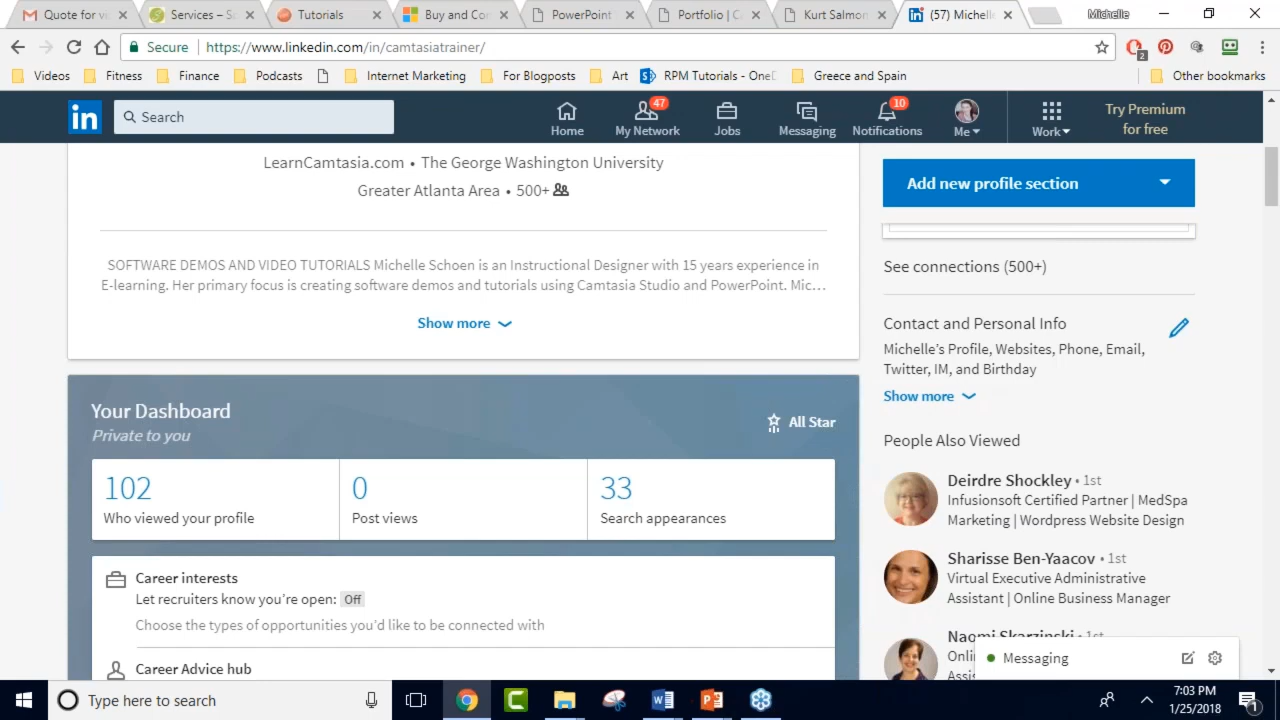 Quote for v
Services – S
Tutorials
Buy and Co
PowerPoint
Portfolio | C
Kurt Salmon
(57) Michell
Michelle
Secure
https://www.linkedin.com/in/camtasiatrainer/
2
Videos
Fitness
Finance
Podcasts
Internet Marketing
For Blogposts
Art
RPM Tutorials - One
Greece and Spain
Other bookmarks
in
Search
47
10
Home
My Network
Jobs
Messaging
Notifications
Me
Work
Try Premium
for free
LearnCamtasia.com • The George Washington University
Greater Atlanta Area • 500+
SOFTWARE DEMOS AND VIDEO TUTORIALS Michelle Schoen is an Instructional Designer with 15 years experience in
E-learning. Her primary focus is creating software demos and tutorials using Camtasia Studio and PowerPoint. Mic…
Show more
Your Dashboard
Private to you
All Star
102
Who viewed your profile
0
Post views
33
Search appearances
Career interests
Let recruiters know you're open: Off
Choose the types of opportunities you'd like to be connected with
Career Advice hub
Add new profile section
See connections (500+)
Contact and Personal Info
Michelle's Profile, Websites, Phone, Email,
Twitter, IM, and Birthday
Show more
People Also Viewed
Deirdre Shockley • 1st
Infusionsoft Certified Partner | MedSpa
Marketing | Wordpress Website Design
Sharisse Ben-Yaacov • 1st
Virtual Executive Administrative
Assistant | Online Business Manager
Naomi Skarzinski • 1st
Onli
Assis
Messaging
Type here to search
7:03 PM
1/25/2018
1